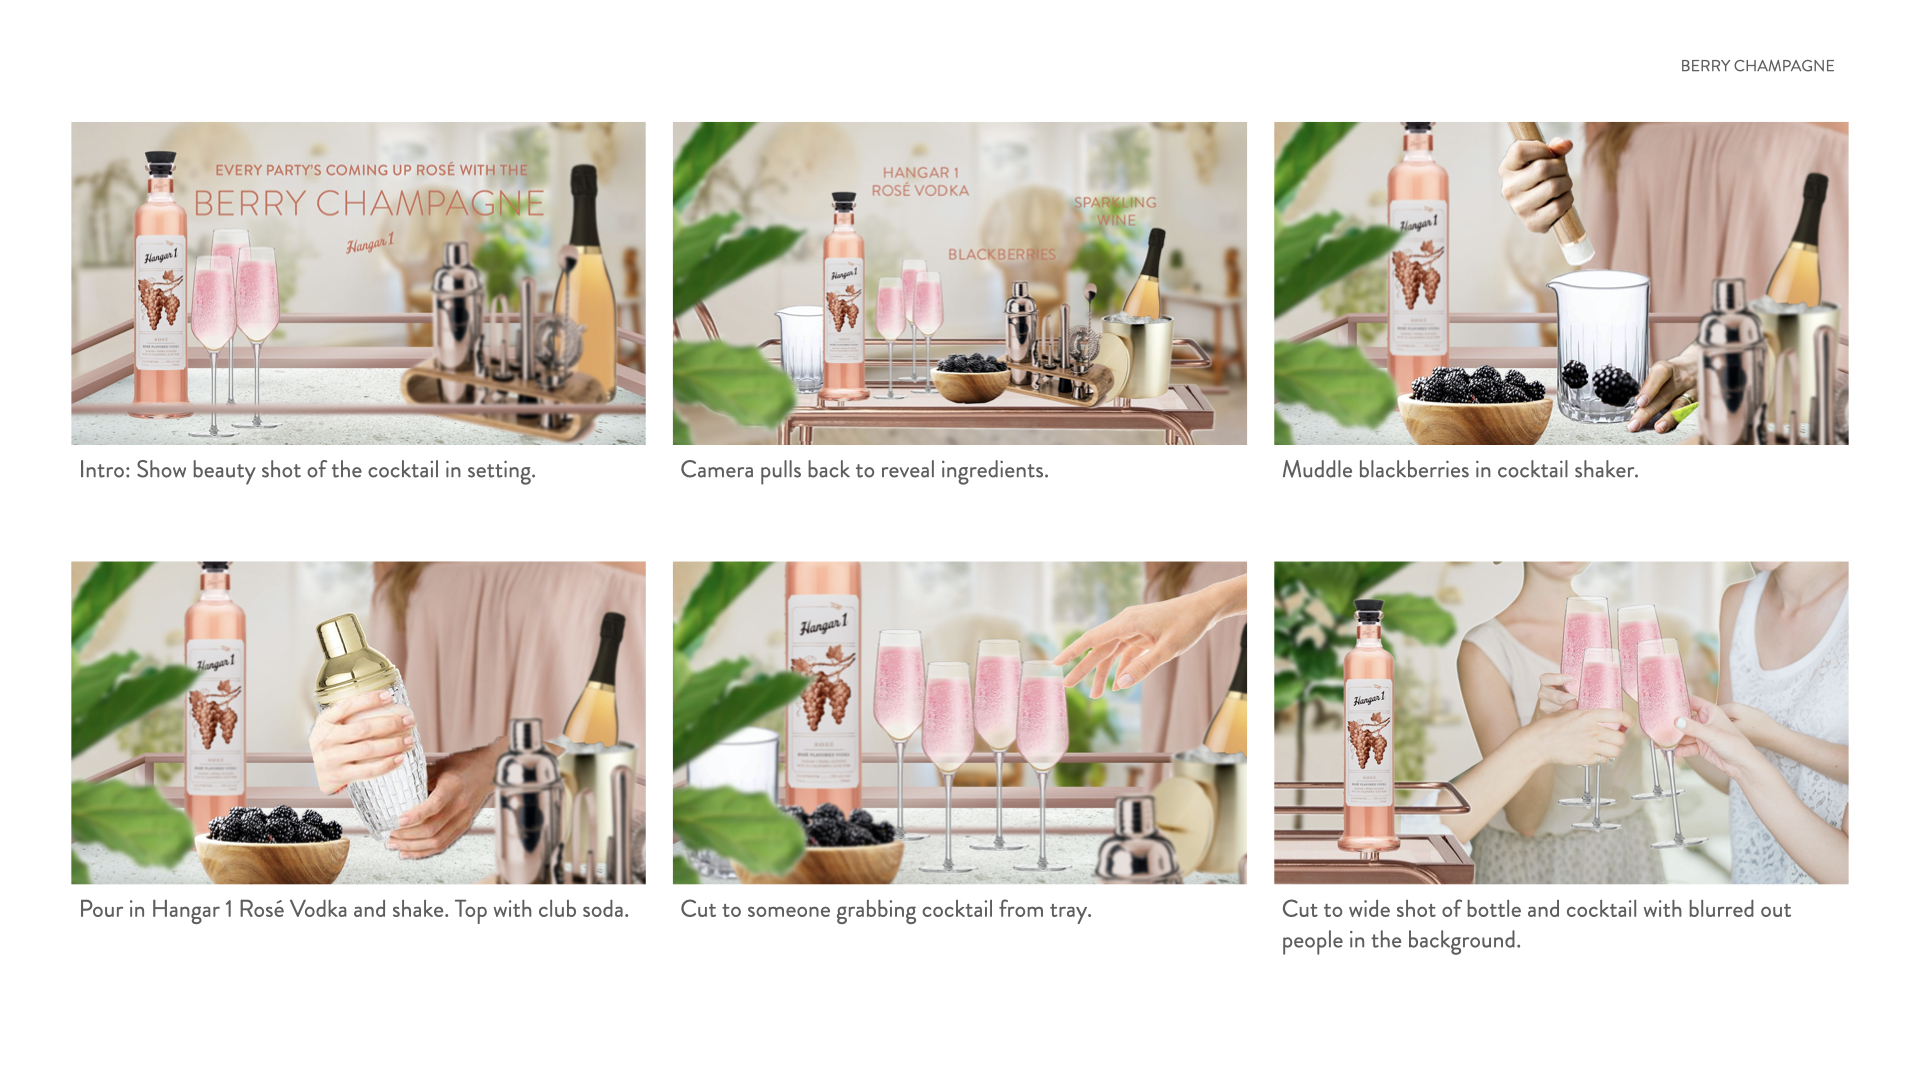 BERRY CHAMPAGNE
EVERY PARTY'S COMING UP ROSÉ WITH THE
BERRY CHAMPAGNE
Hangar 1
Hangar 1
Intro: Show beauty shot of the cocktail in setting.
HANGAR 1
ROSÉ VODKA
SPARKLING
WINE
BLACKBERRIES
Hangar 1
Camera pulls back to reveal ingredients.
Hangar 1
Muddle blackberries in cocktail shaker.
Hangar 1
Pour in Hangar 1 Rosé Vodka and shake. Top with club soda.
Hangar 1
ROSÉ
Cut to someone grabbing cocktail from tray.
Hangar 1
Cut to wide shot of bottle and cocktail with blurred out
people in the background.